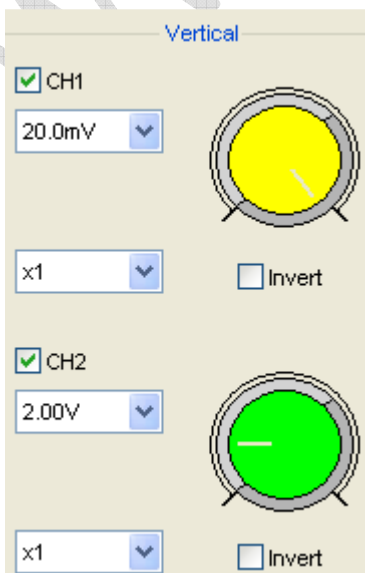 Vertical
CH1
20.0mV
x1
Invert
CH2
2.00V
x1
Invert